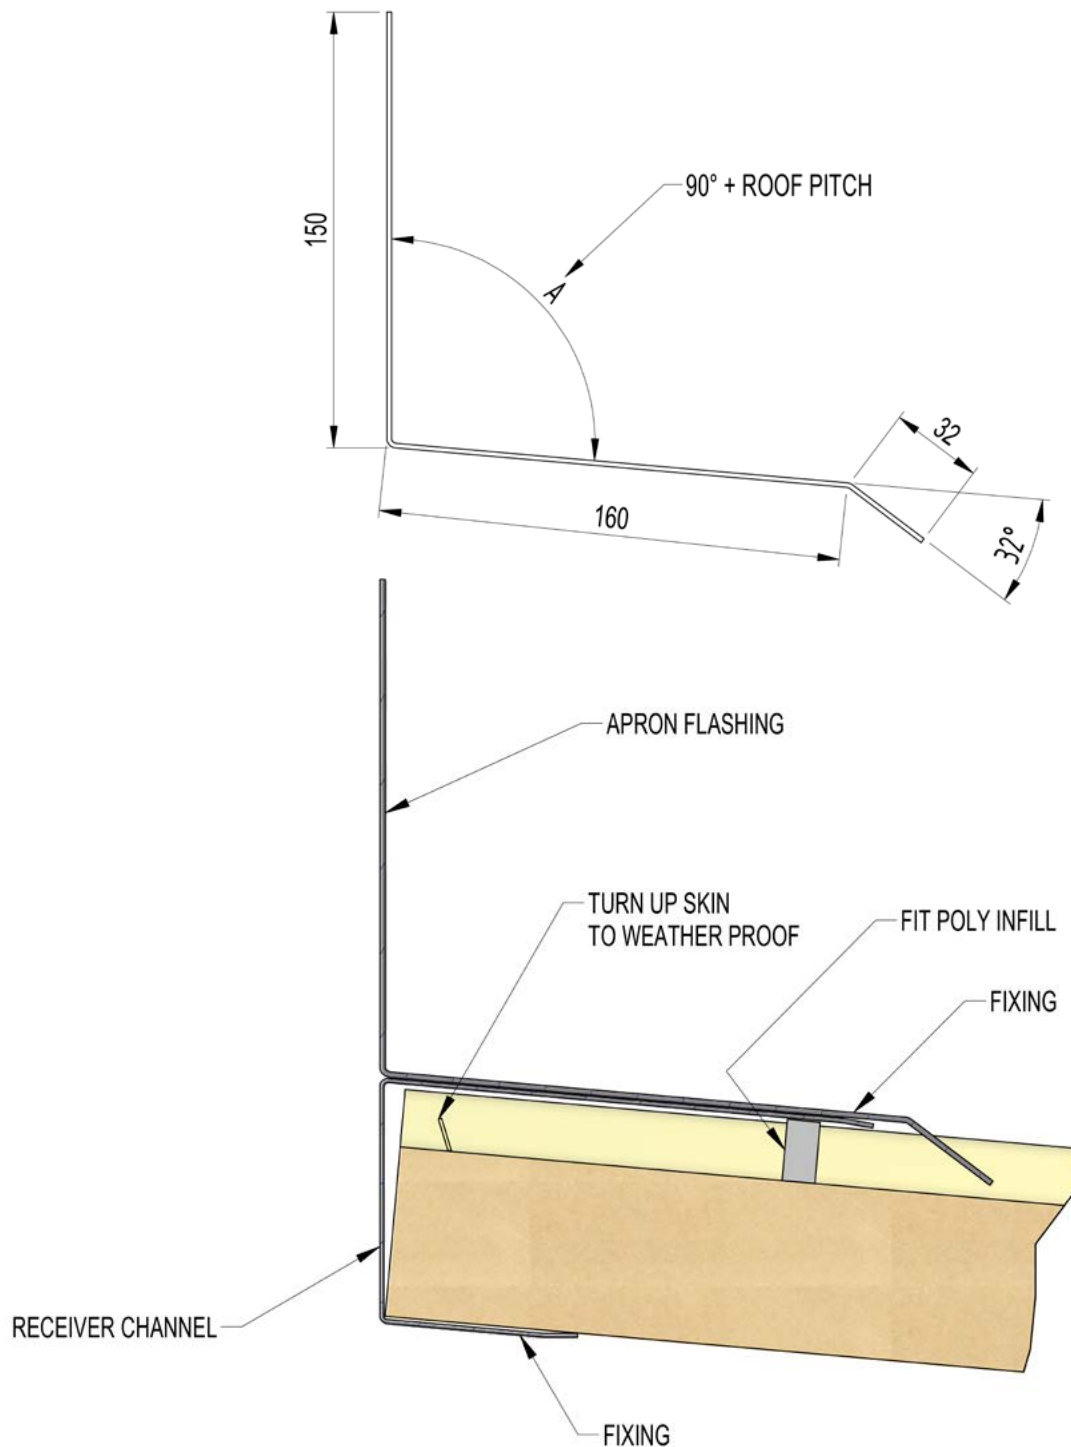 90° + ROOF PITCH
150
A
32
160
32°
APRON FLASHING
TURN UP SKIN
TO WEATHER PROOF
FIT POLY INFILL
FIXING
RECEIVER CHANNEL
FIXING